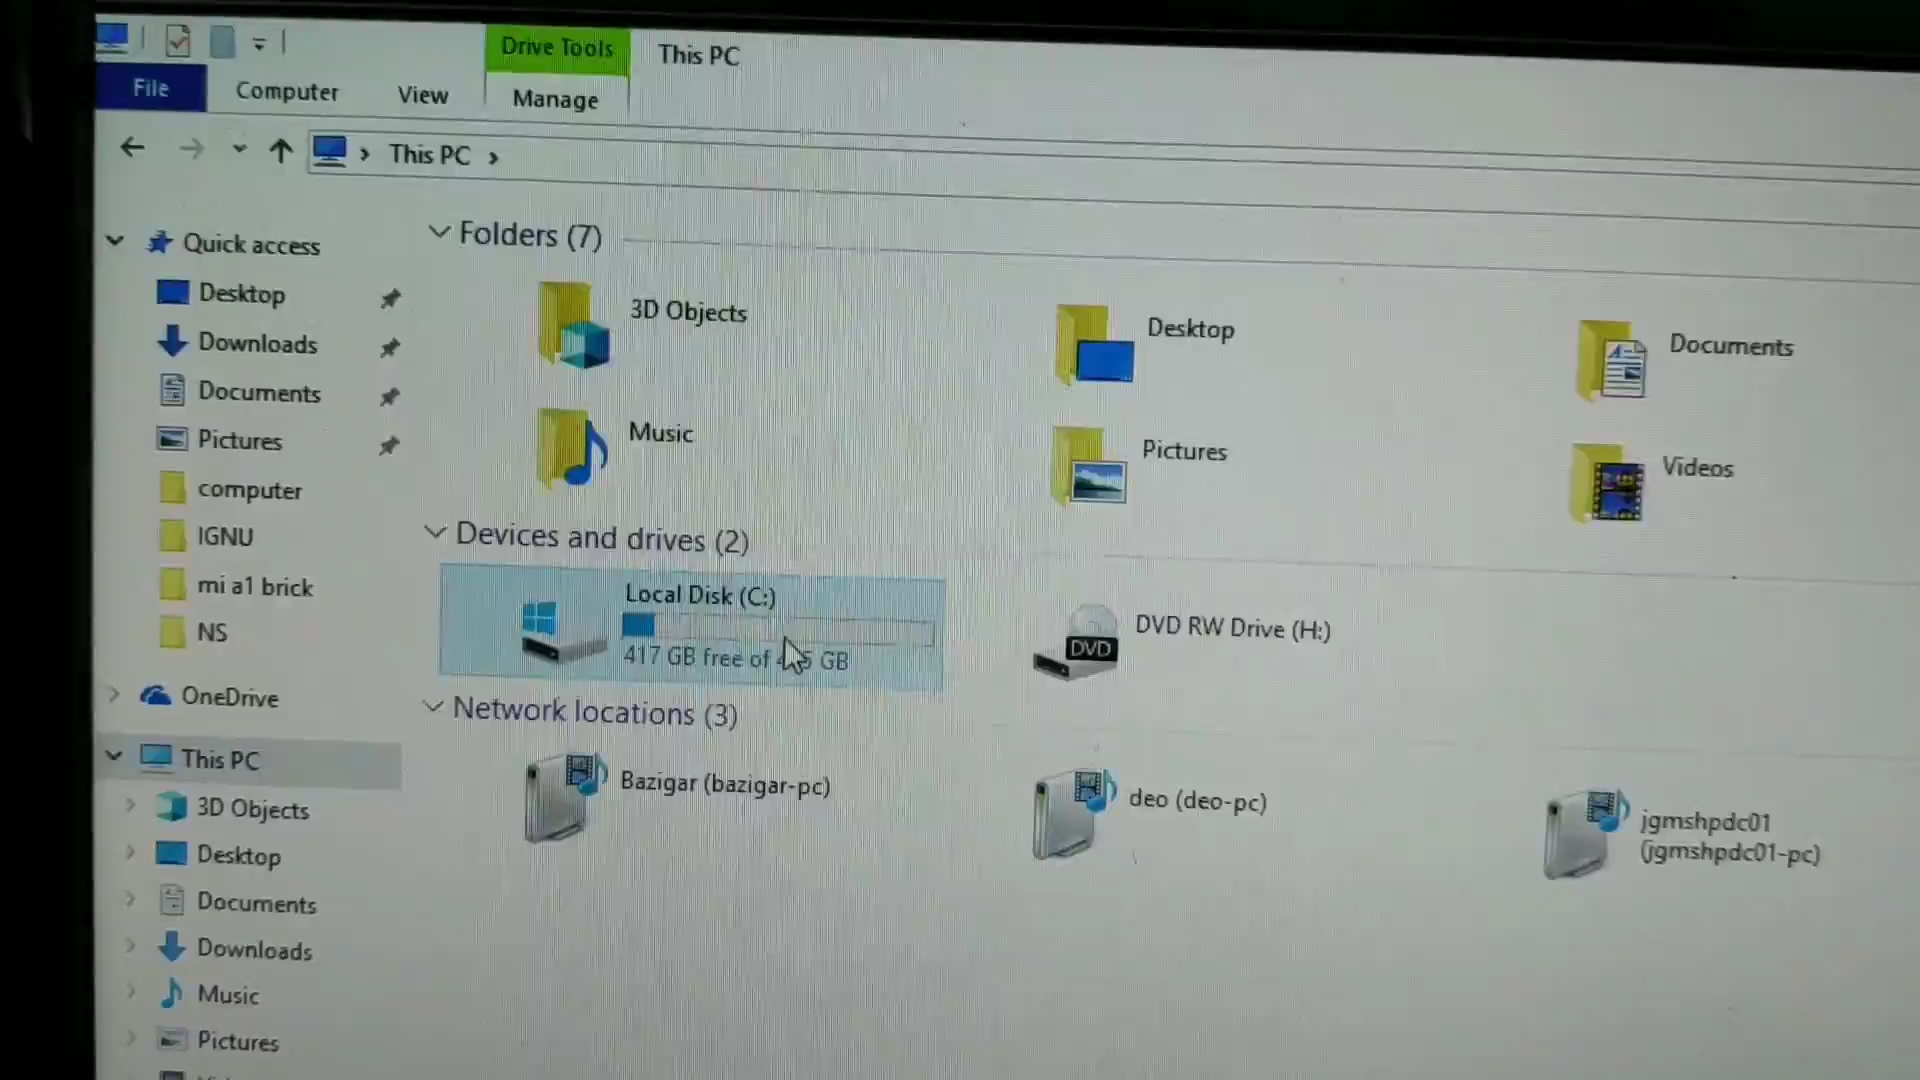 Drive Tools
This PC
File
Computer
View
Manage
This PC
Quick access
Desktop
Downloads
Documents
Pictures
computer
IGNU
mi a1 brick
NS
OneDrive
This PC
3D Objects
Desktop
Documents
Downloads
Music
Pictures
Folders (7)
3D Objects
Desktop
Documents
Music
Pictures
Videos
Devices and drives (2)
Local Disk (C:)
417 GB free of GB
DVD RW Drive (H:)
DVD
Network locations (3)
Bazigar (bazigar-pc)
deo (deo-pc)
jgmshpdc01
(jgmshpdc01-pc)